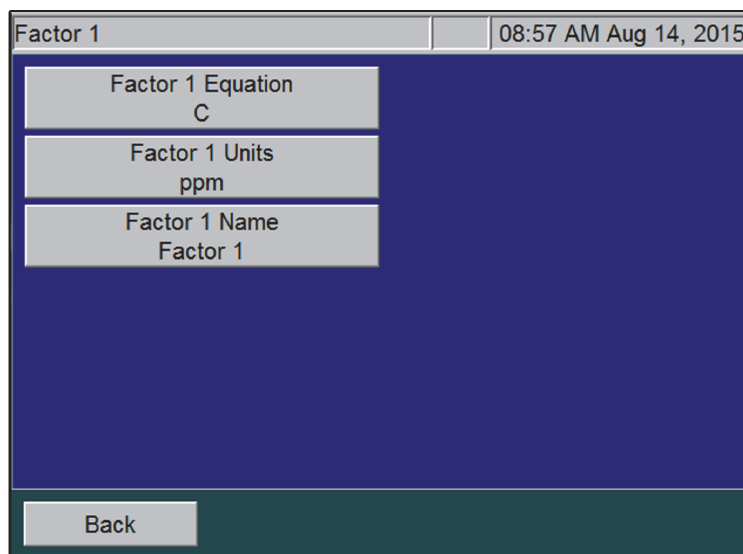 Factor 1
08:57 AM Aug 14, 2015
Factor 1 Equation
C
Factor 1 Units
ppm
Factor 1 Name
Factor 1
Back